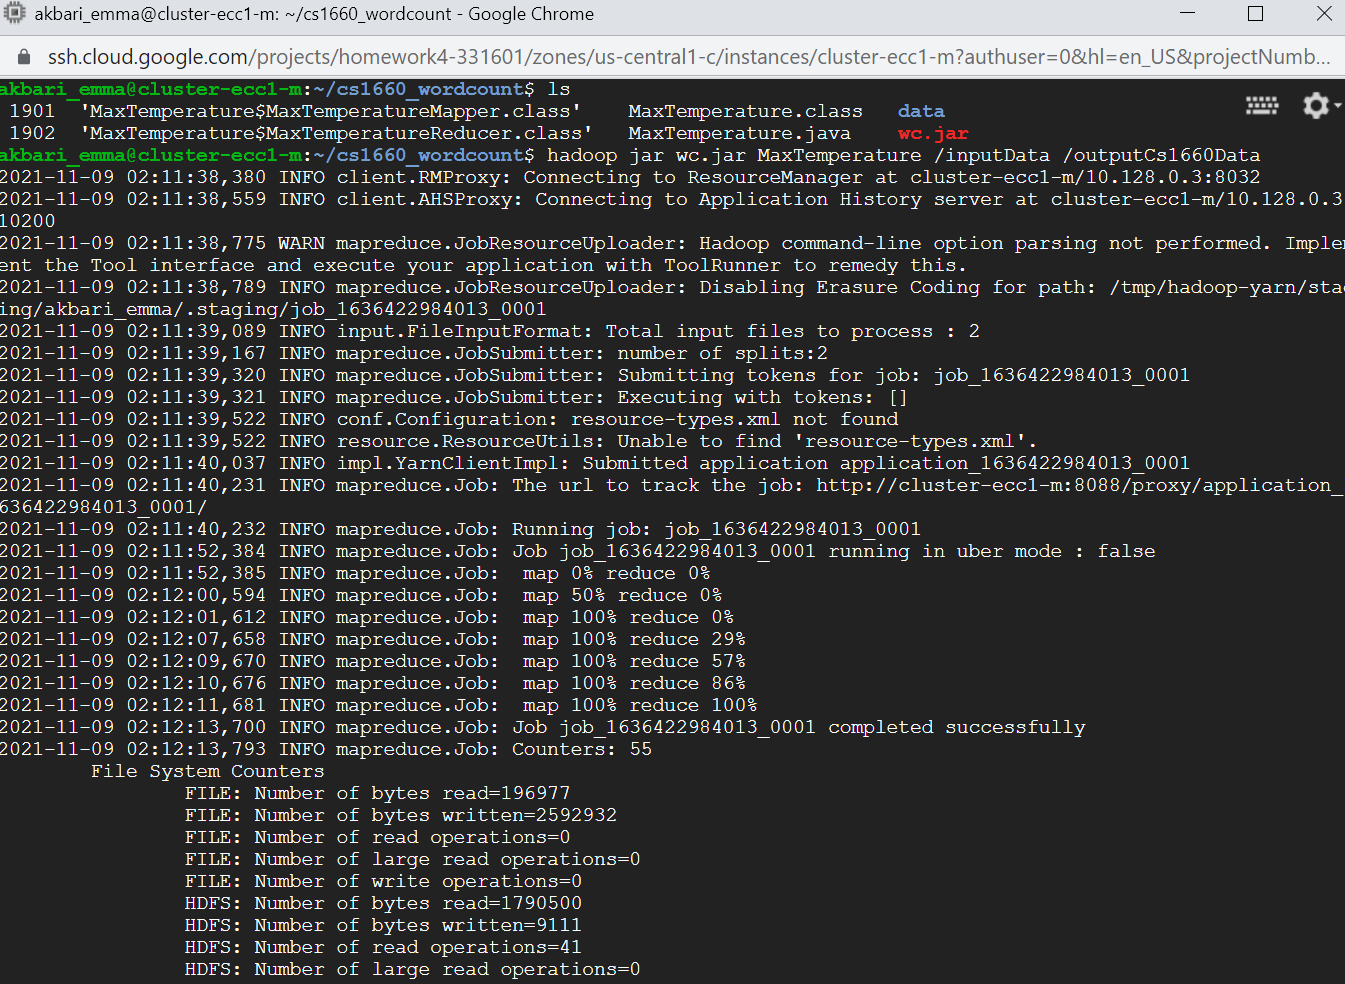 akbari_emma@cluster-ecc1-m: ~/cs1660_wordcount - Google Chrome
ssh.cloud.google.com/projects/homework4-331601/zones/us-central1-c/instances/cluster-ecc1-m?authuser=0&hl=en_US&projectNumb...
akbari_emma@cluster-ecc1-m:~/cs1660_wordcount$ ls
1901 'MaxTemperature$MaxTemperatureMapper.class' MaxTemperature.class data
1902 'MaxTemperature$MaxTemperatureReducer.class' MaxTemperature.java wc.jar
akbari_emma@cluster-ecc1-m:~/cs1660_wordcount$ hadoop jar wc.jar MaxTemperature /inputData /outputCs1660Data
2021-11-09 02:11:38,380 INFO client.RMProxy: Connecting to ResourceManager at cluster-ecc1-m/10.128.0.3:8032
2021-11-09 02:11:38,559 INFO client.AHSProxy: Connecting to Application History server at cluster-ecc1-m/10.128.0.3
10200
2021-11-09 02:11:38,775 WARN mapreduce.JobResourceUploader: Hadoop command-line option parsing not performed. Implem
ent the Tool interface and execute your application with ToolRunner to remedy this.
2021-11-09 02:11:38,789 INFO mapreduce.JobResourceUploader: Disabling Erasure Coding for path: /tmp/hadoop-yarn/stag
ing/akbari_emma/.staging/job_1636422984013_0001
2021-11-09 02:11:39,089 INFO input.FileInputFormat: Total input files to process : 2
2021-11-09 02:11:39,167 INFO mapreduce.JobSubmitter: number of splits:2
2021-11-09 02:11:39,320 INFO mapreduce.JobSubmitter: Submitting tokens for job: job_1636422984013_0001
2021-11-09 02:11:39,321 INFO mapreduce.JobSubmitter: Executing with tokens: []
2021-11-09 02:11:39,522 INFO conf.Configuration: resource-types.xml not found
2021-11-09 02:11:39,522 INFO resource.ResourceUtils: Unable to find 'resource-types.xml'.
2021-11-09 02:11:40,037 INFO impl.YarnClientImpl: Submitted application application_1636422984013_0001
2021-11-09 02:11:40,231 INFO mapreduce.Job: The url to track the job: http://cluster-ecc1-m:8088/proxy/application_
636422984013_0001/
2021-11-09 02:11:40,232 INFO mapreduce.Job: Running job: job_1636422984013_0001
2021-11-09 02:11:52,384 INFO mapreduce.Job: Job job_1636422984013_0001 running in uber mode : false
2021-11-09 02:11:52,385 INFO mapreduce.Job:  map 0% reduce 0%
2021-11-09 02:12:00,594 INFO mapreduce.Job:  map 50% reduce 0%
2021-11-09 02:12:01,612 INFO mapreduce.Job:  map 100% reduce 0%
2021-11-09 02:12:07,658 INFO mapreduce.Job:  map 100% reduce 29%
2021-11-09 02:12:09,670 INFO mapreduce.Job:  map 100% reduce 57%
2021-11-09 02:12:10,676 INFO mapreduce.Job:  map 100% reduce 86%
2021-11-09 02:12:11,681 INFO mapreduce.Job:  map 100% reduce 100%
2021-11-09 02:12:13,700 INFO mapreduce.Job: Job job_1636422984013_0001 completed successfully
2021-11-09 02:12:13,793 INFO mapreduce.Job: Counters: 55
File System Counters
FILE: Number of bytes read=196977
FILE: Number of bytes written=2592932
FILE: Number of read operations=0
FILE: Number of large read operations=0
FILE: Number of write operations=0
HDFS: Number of bytes read=1790500
HDFS: Number of bytes written=9111
HDFS: Number of read operations=41
HDFS: Number of large read operations=0